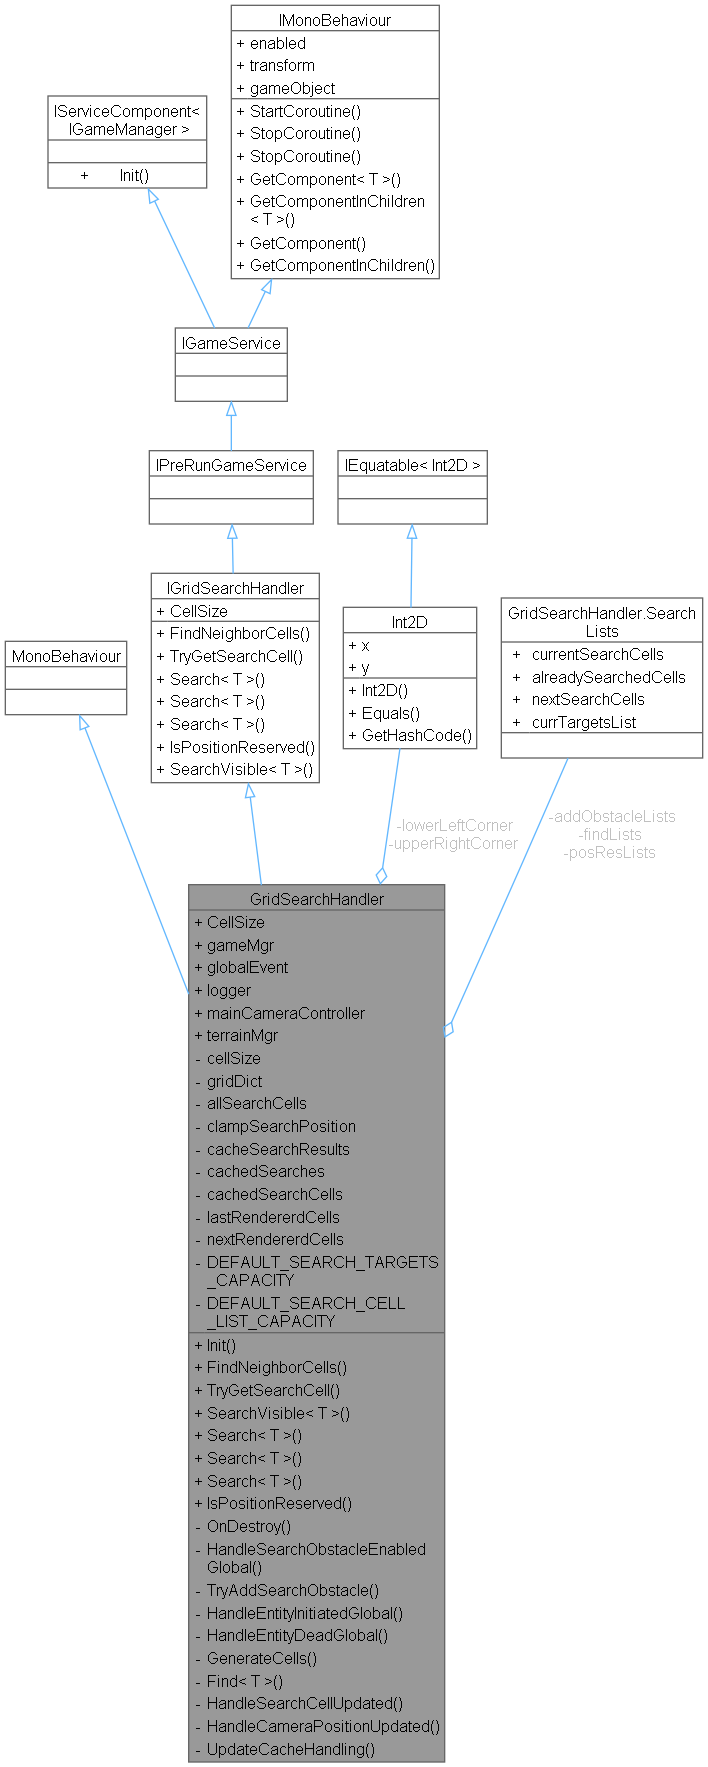 IMonoBehaviour
+ enabled
+ transform
+ gameObject
+ StartCoroutine()
+ StopCoroutine()
+ StopCoroutine()
+ GetComponent< T >()
+ GetComponentInChildren
< T >()
+ GetComponent()
+ GetComponentInChildren()
IServiceComponent<
IGameManager >
+ Init()
IGameService
IPreRunGameService
IEquatable< Int2D >
IGridSearchHandler
+ CellSize
+ FindNeighborCells()
+ TryGetSearchCell()
+ Search< T >()
+ Search< T >()
+ Search< T >()
+ IsPositionReserved()
+ SearchVisible< T >()
Int2D
+ x
+ y
+ Int2D()
+ Equals()
+ GetHashCode()
GridSearchHandler.Search
Lists
+ currentSearchCells
+ alreadySearchedCells
+ nextSearchCells
+ currTargetsList
MonoBehaviour
-lowerLeftCorner
-upperRightCorner
-addObstacleLists
-findLists
-posResLists
GridSearchHandler
+ CellSize
+ gameMgr
+ globalEvent
+ logger
+ mainCameraController
+ terrainMgr
- cellSize
- gridDict
- allSearchCells
- clampSearchPosition
- cacheSearchResults
- cachedSearches
- cachedSearchCells
- lastRendererdCells
- nextRendererdCells
- DEFAULT_SEARCH_TARGETS
_CAPACITY
- DEFAULT_SEARCH_CELL
_LIST_CAPACITY
+ Init()
+ FindNeighborCells()
+ TryGetSearchCell()
+ SearchVisible< T >()
+ Search< T >()
+ Search< T >()
+ Search< T >()
+ IsPositionReserved()
- OnDestroy()
- HandleSearchObstacleEnabled
Global()
- TryAddSearchObstacle()
- HandleEntityInitiatedGlobal()
- HandleEntityDeadGlobal()
- GenerateCells()
- Find< T >()
- HandleSearchCellUpdated()
- HandleCameraPositionUpdated()
- UpdateCacheHandling()